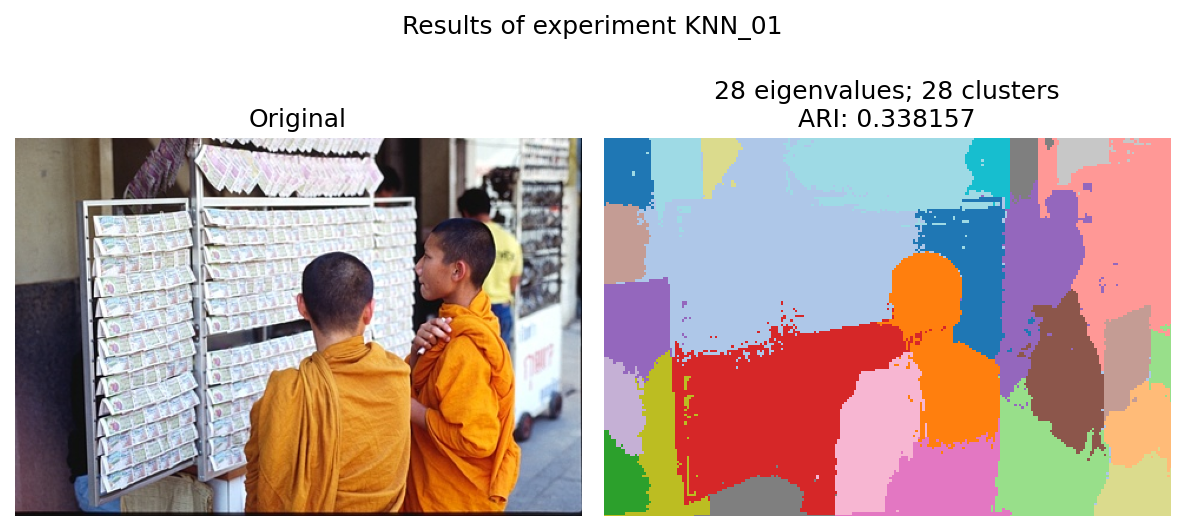 Results of experiment KNN_01
Original
28 eigenvalues; 28 clusters
ARI: 0.338157